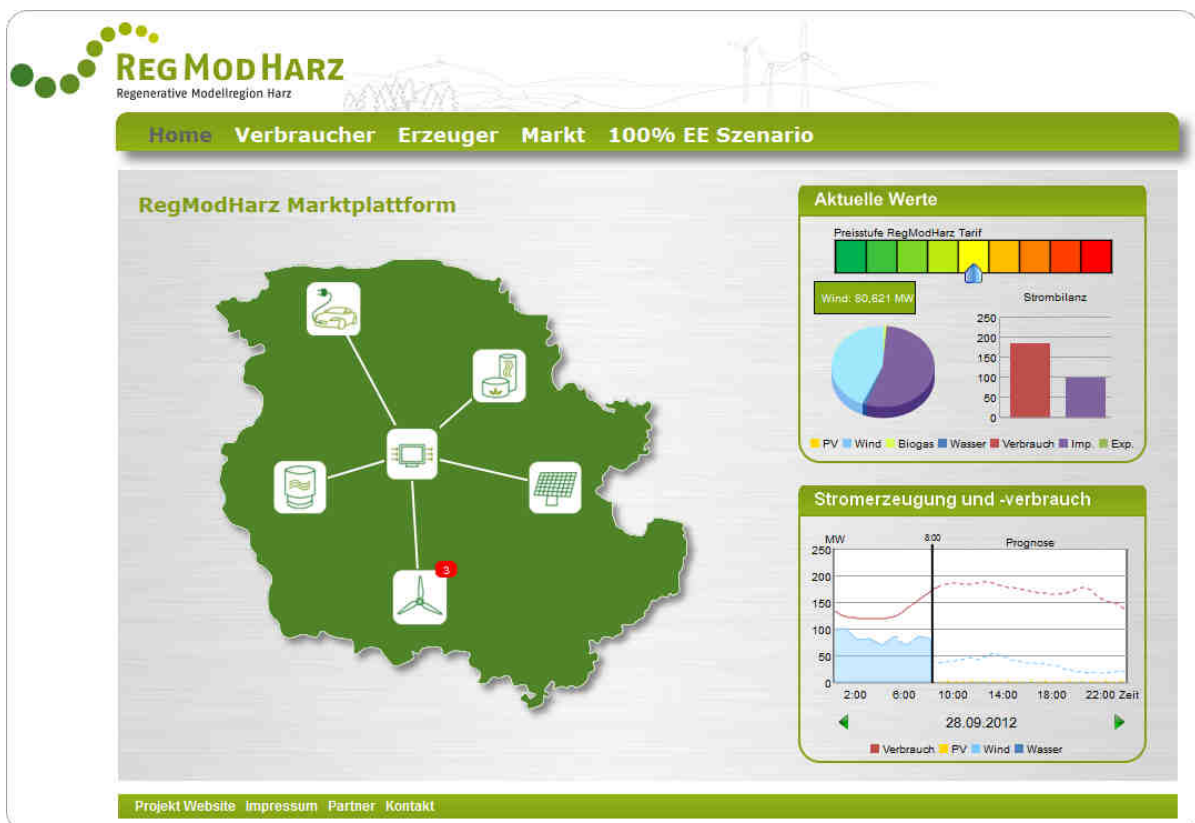 REGMODHARZ
Regenerative Modellregion Harz
Home Verbraucher Erzeuger Markt 100% EE Szenario
RegModHarz Marktplattform
3
Aktuelle Werte
Preisstufe RegModHarz Tarif
Wind: 80,621 MW
Strombilanz
250
200
150
100
50
0
PV Wind Biogas Wasser Verbrauch Imp. Exp.
Stromerzeugung und -verbrauch
MW
8:00
Prognose
250
200
150
100
50
0
2:00 6:00 10:00 14:00 18:00 22:00 Zeit
28.09.2012
Verbrauch PV Wind Wasser
Projekt Website Impressum Partner Kontakt